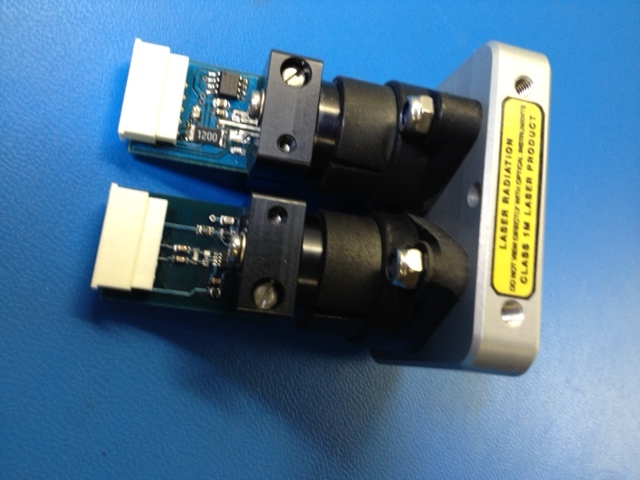 LASER RADIATION
DO NOT VIEW DIRECTLY WITH OPTICAL INSTRUMENTS
CLASS 1M LASER PRODUCT
1200